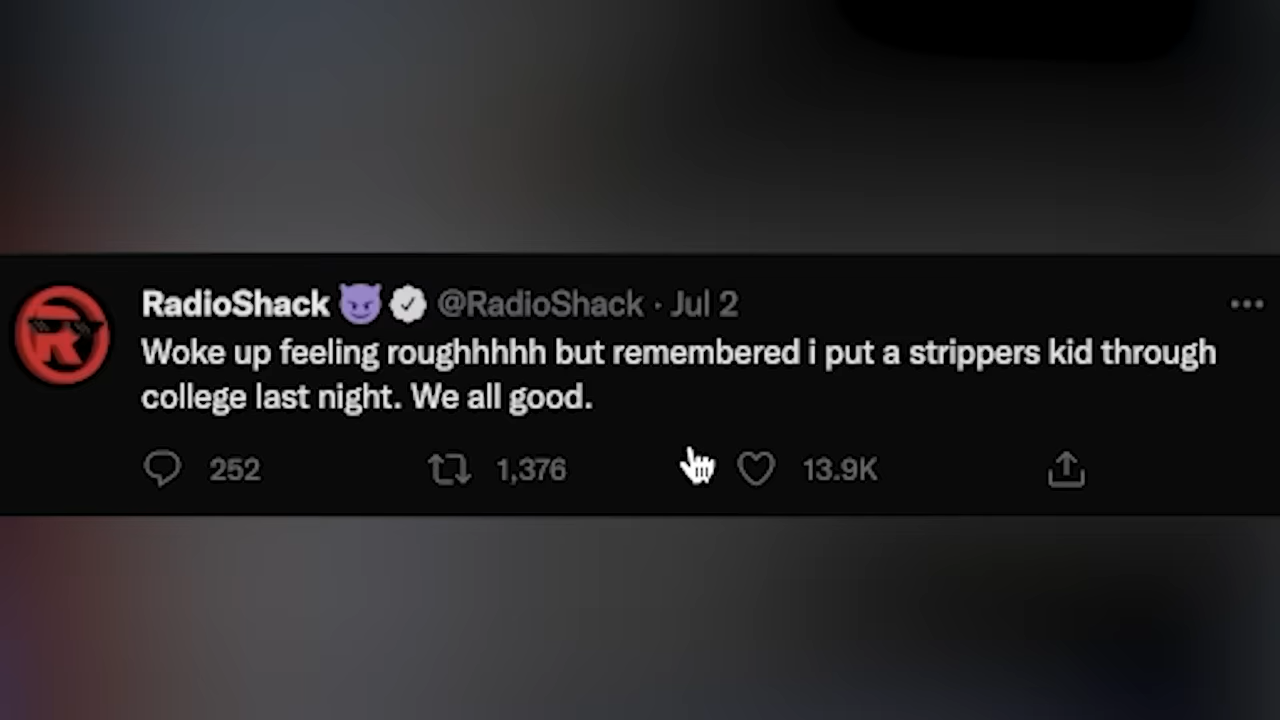 RadioShack 😈 @RadioShack · Jul 2
Woke up feeling roughhhhh but remembered i put a strippers kid through
college last night. We all good.
252 1,376 13.9K